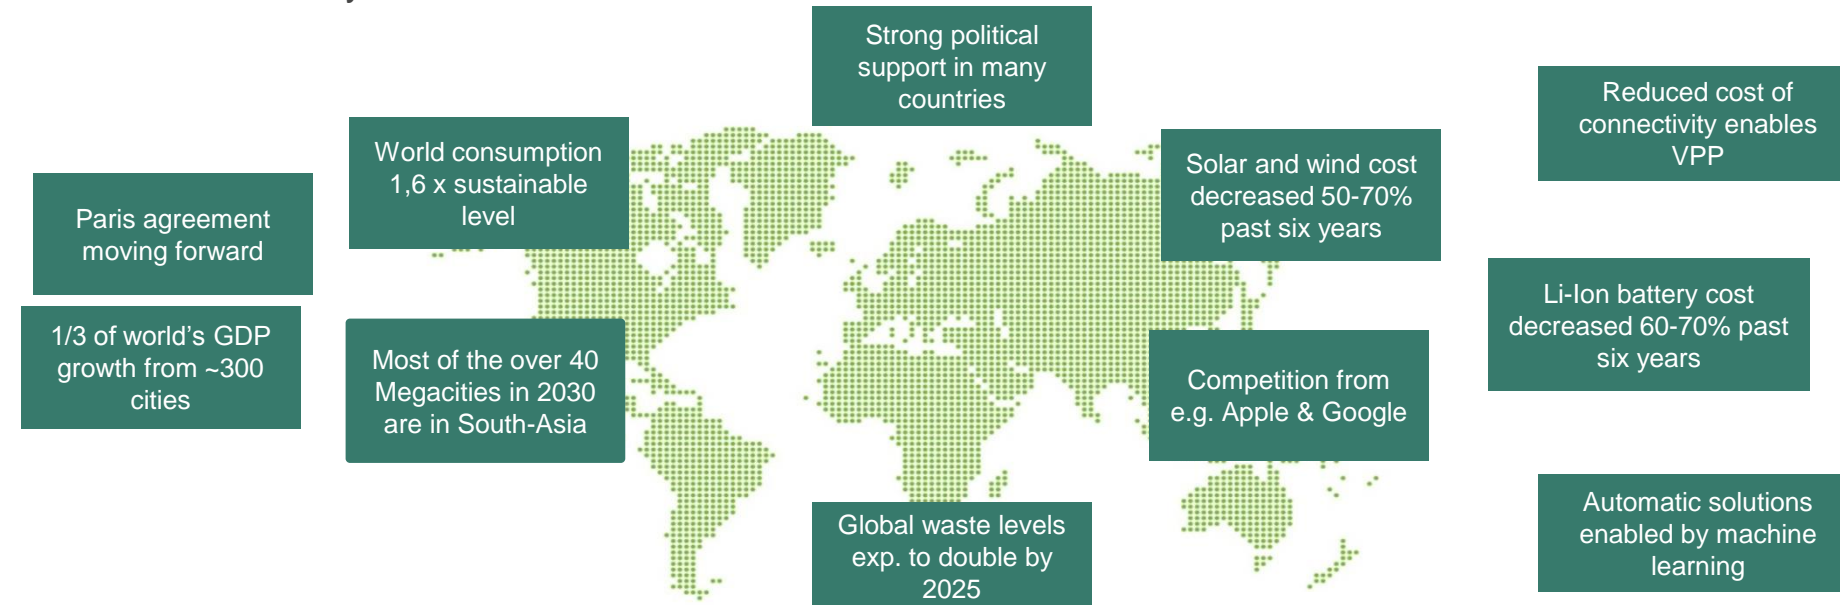 Strong political
support in many
countries
Reduced cost of
connectivity enables
VPP
World consumption
1,6 x sustainable
level
Solar and wind cost
decreased 50-70%
past six years
Paris agreement
moving forward
Li-Ion battery cost
decreased 60-70% past
six years
1/3 of world's GDP
growth from ~300
cities
Most of the over 40
Megacities in 2030
are in South-Asia
Competition from
e.g. Apple & Google
Automatic solutions
enabled by machine
learning
Global waste levels
exp. to double by
2025